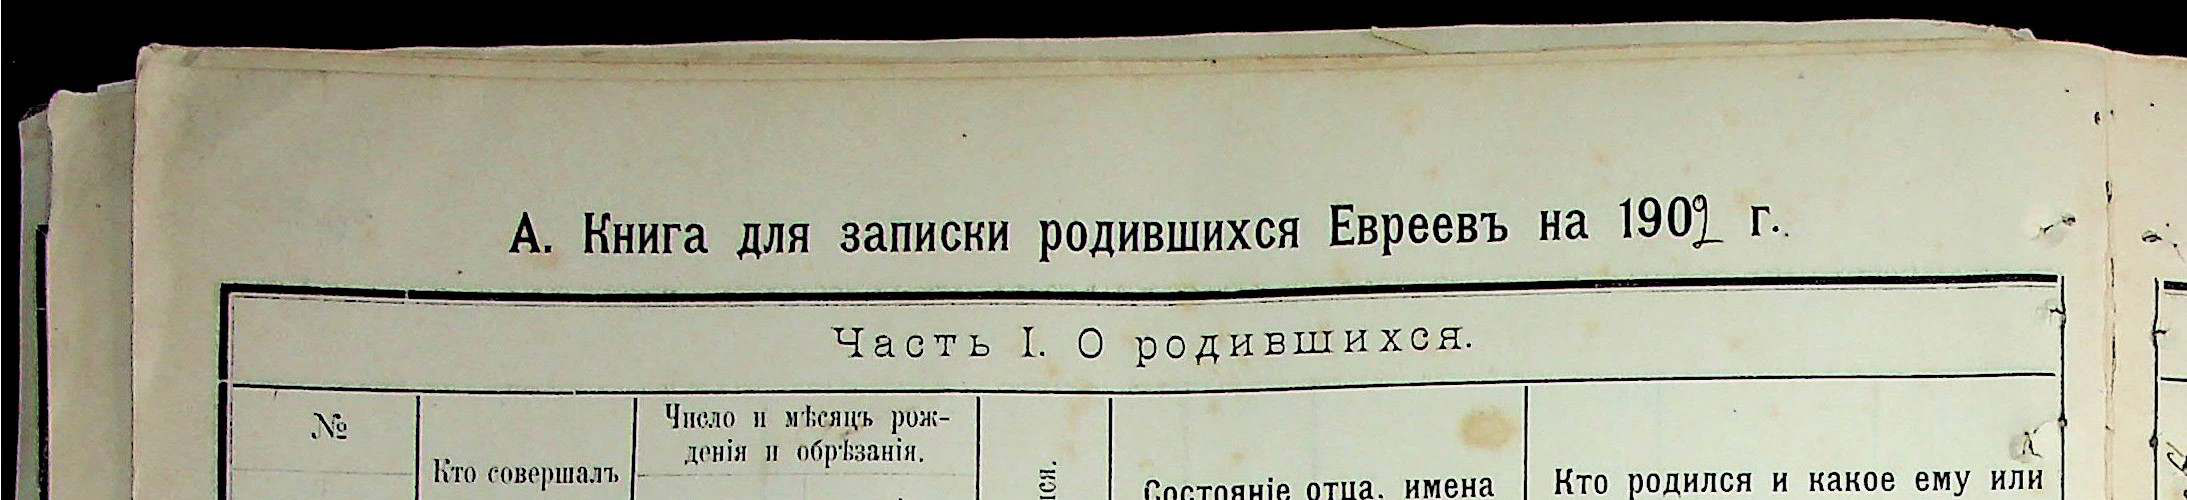 А. Книга для записки родившихся Евреевъ на 1909 г.
Часть I. О родившихся.
№
Кто совершалъ
Число и мѣсяцъ рож-
денія и обрѣзанія.
Состояніе отца, имена
Кто родился и какое ему или